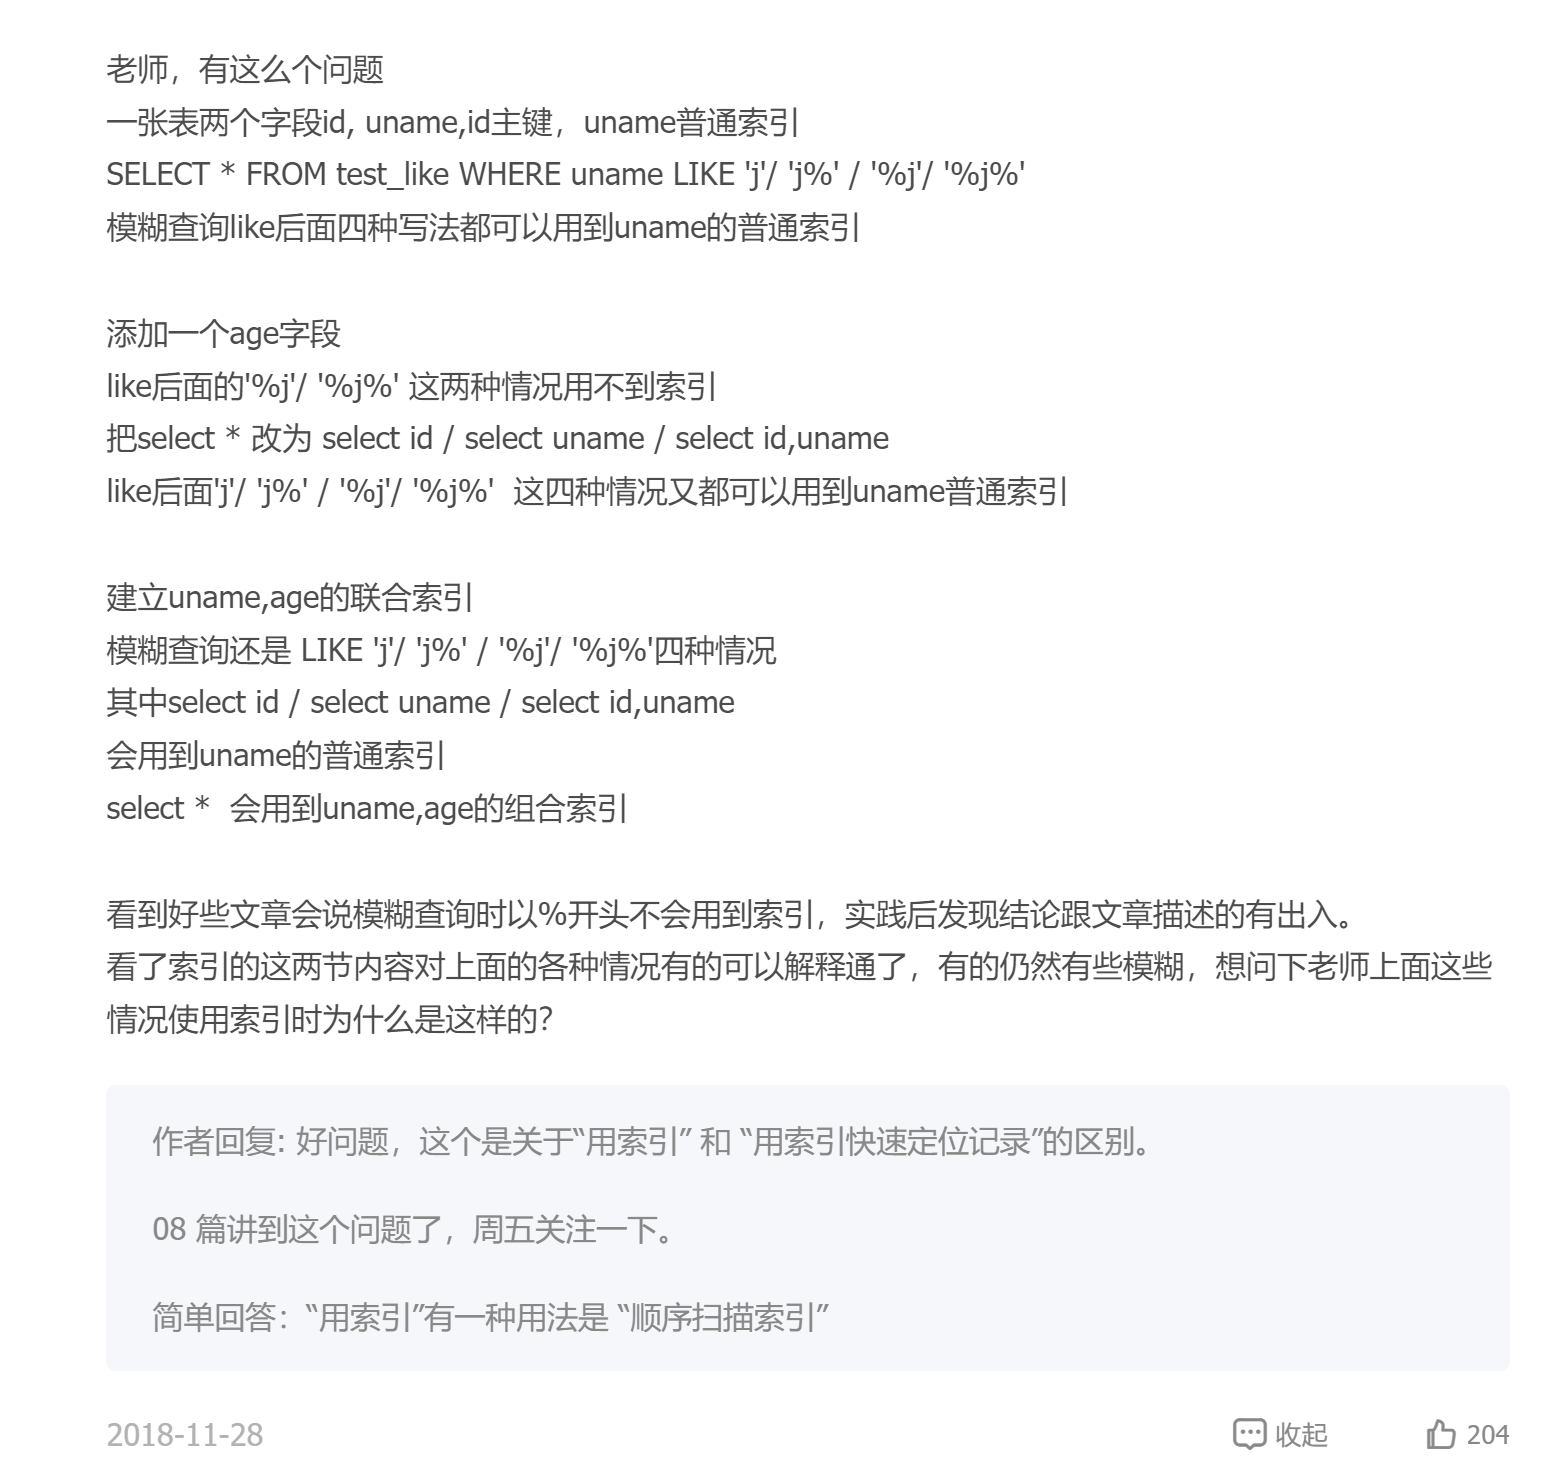 老师，有这么个问题
一张表两个字段id, uname,id主键，uname普通索引
SELECT * FROM test_like WHERE uname LIKE 'j'/ 'j%' / '%j'/ '%j%'
模糊查询like后面四种写法都可以用到uname的普通索引
添加一个age字段
like后面的'%j'/ '%j%' 这两种情况用不到索引
把select * 改为 select id / select uname / select id,uname
like后面'j'/ 'j%' / '%j'/ '%j%'  这四种情况又都可以用到uname普通索引
建立uname,age的联合索引
模糊查询还是 LIKE 'j'/ 'j%' / '%j'/ '%j%'四种情况
其中select id / select uname / select id,uname
会用到uname的普通索引
select *  会用到uname,age的组合索引
看到好些文章会说模糊查询时以%开头不会用到索引，实践后发现结论跟文章描述的有出入。
看了索引的这两节内容对上面的各种情况有的可以解释通了，有的仍然有些模糊，想问下老师上面这些
情况使用索引时为什么是这样的？
作者回复: 好问题，这个是关于“用索引” 和 “用索引快速定位记录”的区别。
08 篇讲到这个问题了，周五关注一下。
简单回答：“用索引”有一种用法是 “顺序扫描索引”
2018-11-28 收起 204